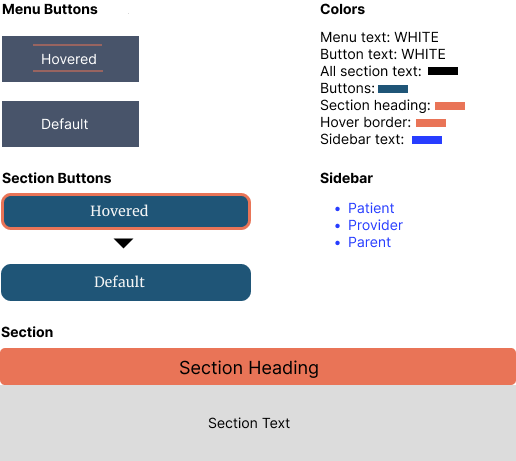 Menu Buttons
Hovered
Default
Section Buttons
Hovered
Default
Colors
Menu text: WHITE
Button text: WHITE
All section text:
Buttons:
Section heading:
Hover border:
Sidebar text:
Sidebar
• Patient
• Provider
• Parent
Section
Section Heading
Section Text